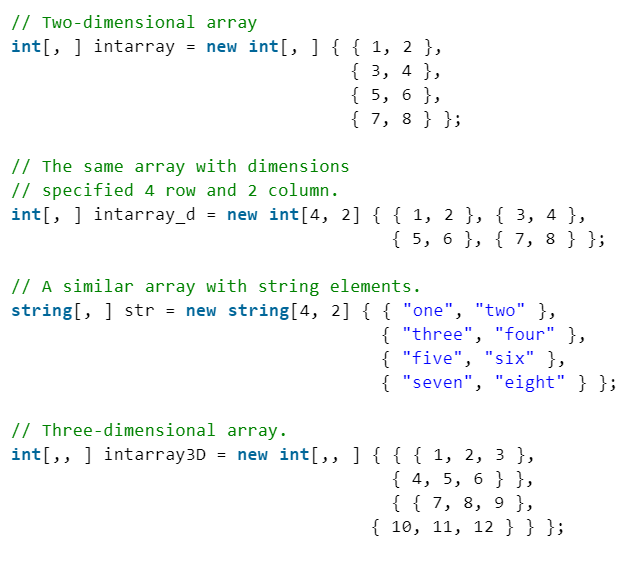 // Two-dimensional array
int[, ] intarray = new int[, ] { { 1, 2 },
{ 3, 4 },
{ 5, 6 },
{ 7, 8 } };
// The same array with dimensions
// specified 4 row and 2 column.
int[, ] intarray_d = new int[4, 2] { { 1, 2 }, { 3, 4 },
{ 5, 6 }, { 7, 8 } };
// A similar array with string elements.
string[, ] str = new string[4, 2] { { "one", "two" },
{ "three", "four" },
{ "five", "six" },
{ "seven", "eight" } };
// Three-dimensional array.
int[,, ] intarray3D = new int[,, ] { { { 1, 2, 3 },
{ 4, 5, 6 } },
{ { 7, 8, 9 },
{ 10, 11, 12 } } };